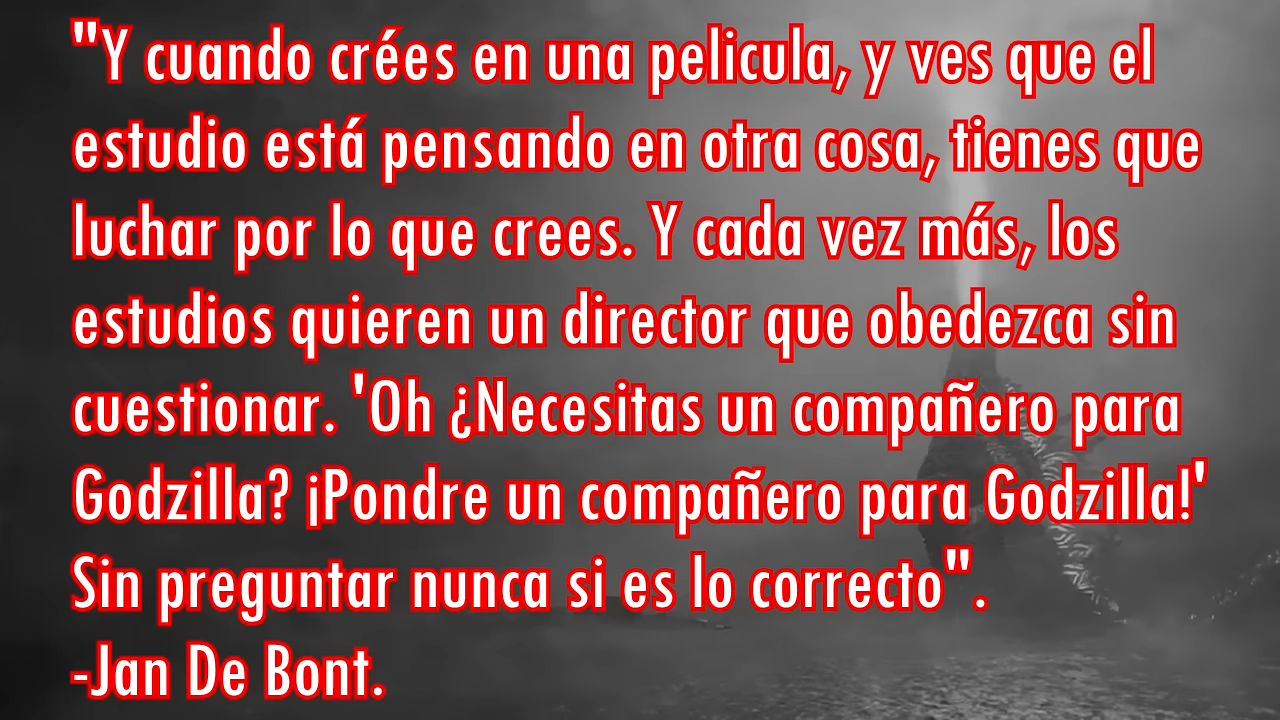 "Y cuando crées en una pelicula, y ves que el
estudio está pensando en otra cosa, tienes que
luchar por lo que crees. Y cada vez más, los
estudios quieren un director que obedezca sin
cuestionar. 'Oh ¿Necesitas un compañero para
Godzilla? ¡Pondre un compañero para Godzilla!'
Sin preguntar nunca si es lo correcto".
-Jan De Bont.